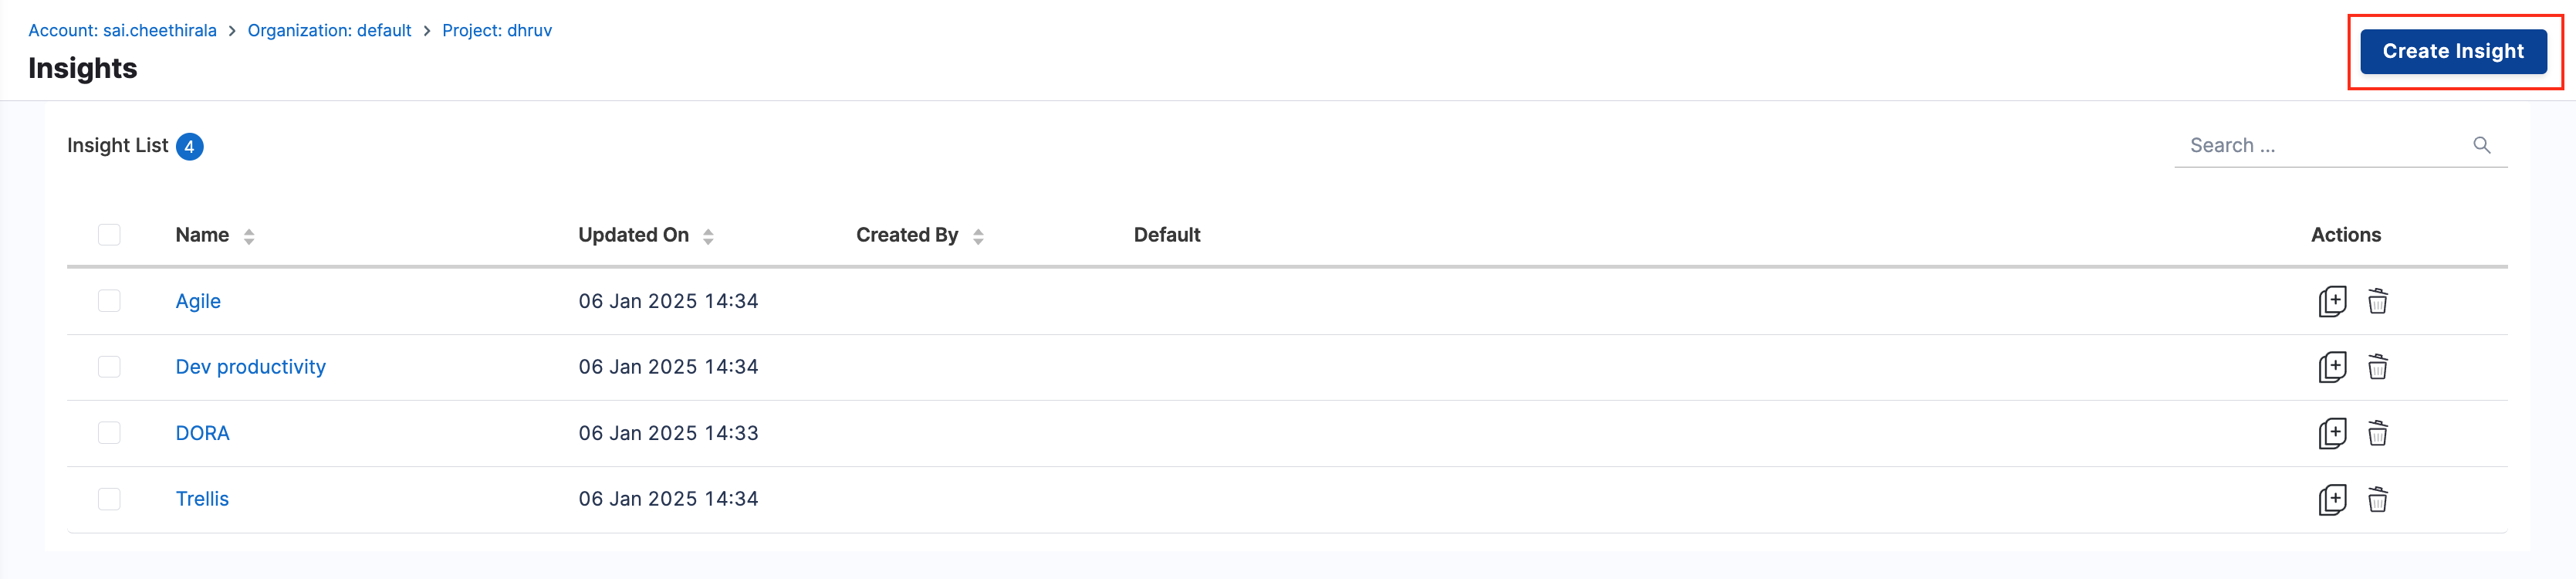 Account: sai.cheethirala > Organization: default > Project: dhruv
Insights
Create Insight
Insight List 4
Search ...
Name Updated On Created By Default Actions
Agile 06 Jan 2025 14:34
Dev productivity 06 Jan 2025 14:34
DORA 06 Jan 2025 14:33
Trellis 06 Jan 2025 14:34